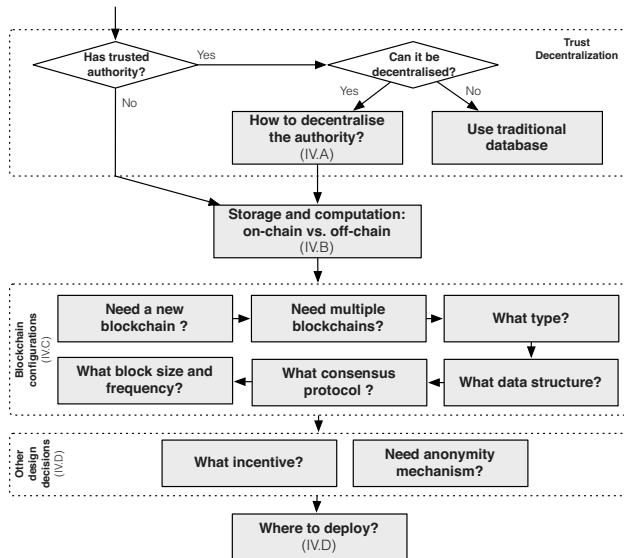 Trust
Decentralization
Has trusted
authority?
Yes
Can it be
decentralised?
No
Yes
No
How to decentralise
the authority?
(IV.A)
Use traditional
database
Storage and computation:
on-chain vs. off-chain
(IV.B)
Blockchain
configurations
(IV.C)
Need a new
blockchain ?
Need multiple
blockchains?
What type?
What block size and
frequency?
What consensus
protocol ?
What data structure?
Other
design
decisions
(IV.D)
What incentive?
Need anonymity
mechanism?
Where to deploy?
(IV.D)